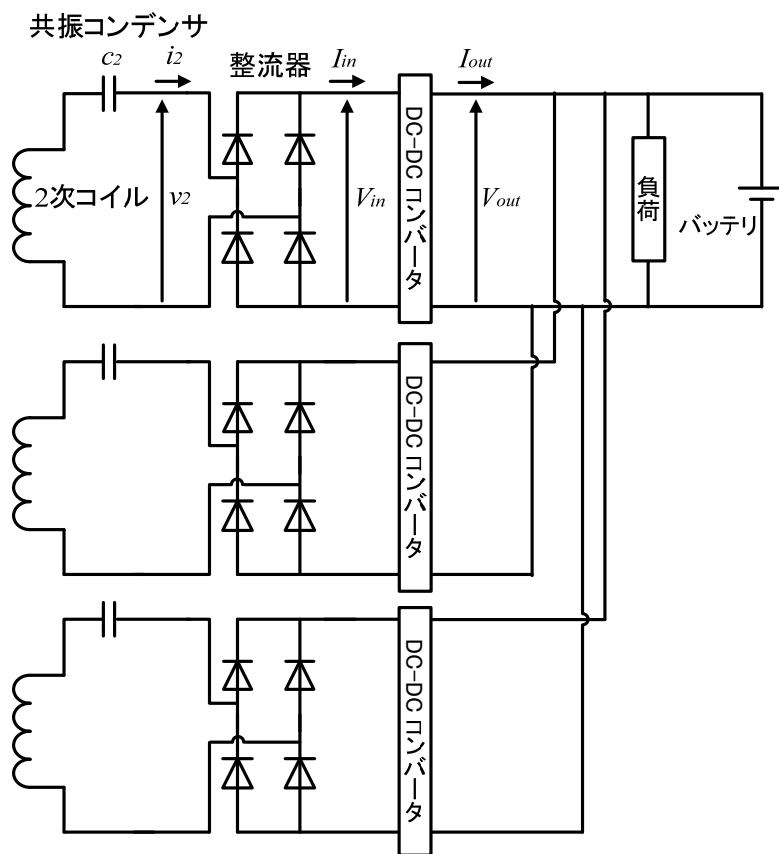 共振コンデンサ
c2
i2
整流器
Iin
Iout
2次コイル
v2
Vin
DC-DC コンバータ
Vout
負荷
バッテリ
DC-DC コンバータ
DC-DC コンバータ